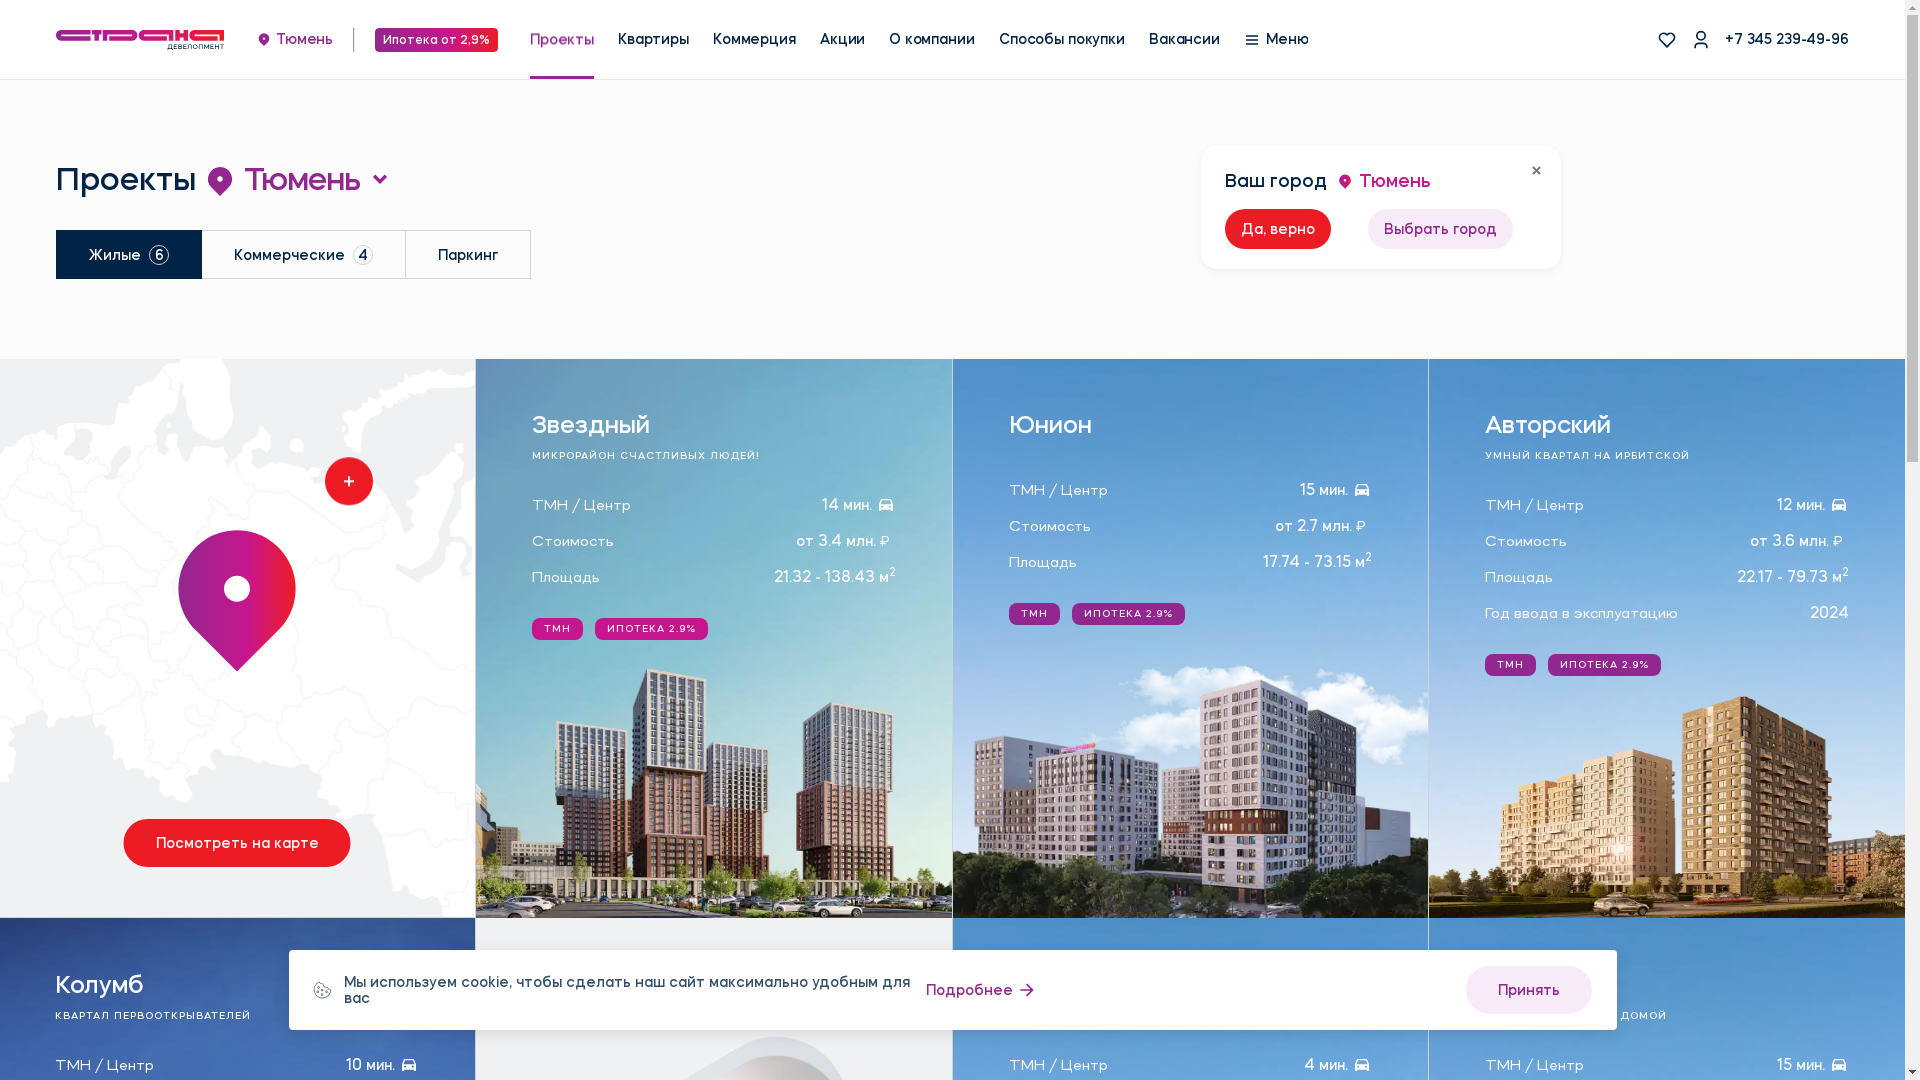 страна
ДЕВЕЛОПМЕНТ
Тюмень
Ипотека от 2,9%
Проекты
Квартиры
Коммерция
Акции
О компании
Способы покупки
Вакансии
Меню
+7 345 239-49-96
Проекты Тюмень
Ваш город Тюмень
Да, верно
Выбрать город
Жилые 6
Коммерческие 4
Паркинг
Посмотреть на карте
Звездный
МИКРОРАЙОН СЧАСТЛИВЫХ ЛЮДЕЙ!
ТМН / Центр 14 мин.
Стоимость от 3.4 млн. ₽
Площадь 21.32 - 138.43 м2
ТМН ИПОТЕКА 2.9%
Юнион
ТМН / Центр 15 мин.
Стоимость от 2.7 млн. ₽
Площадь 17.74 - 73.15 м2
ТМН ИПОТЕКА 2.9%
Авторский
УМНЫЙ КВАРТАЛ НА ИРБИТСКОЙ
ТМН / Центр 12 мин.
Стоимость от 3.6 млн. ₽
Площадь 22.17 - 79.73 м2
Год ввода в эксплуатацию 2024
ТМН ИПОТЕКА 2.9%
Колумб
КВАРТАЛ ПЕРВООТКРЫВАТЕЛЕЙ
ТМН / Центр 10 мин.
ТМН / Центр 4 мин.
ДОМОЙ
ТМН / Центр 15 мин.
Мы используем cookie, чтобы сделать наш сайт максимально удобным для
вас
Подробнее
Принять